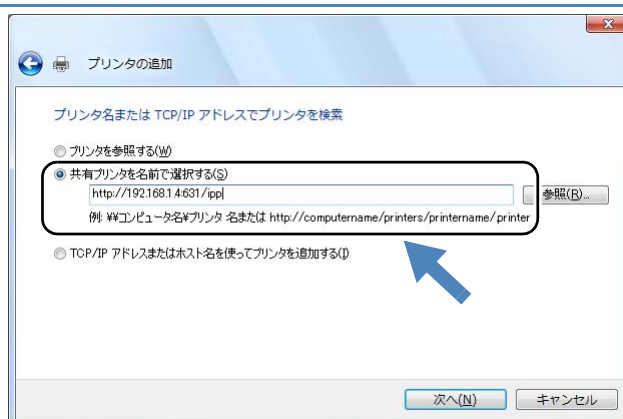 プリンタの追加
プリンタ名または TCP/IP アドレスでプリンタを検索
プリンタを参照する(W)
共有プリンタを名前で選択する(S)
http://192.168.1.4:631/ipp
参照(R)...
例: ¥¥コンピュータ名¥プリンタ名または http://computername/printers/printername/printer
TCP/IP アドレスまたはホスト名を使ってプリンタを追加する(I)
次へ(N)
キャンセル